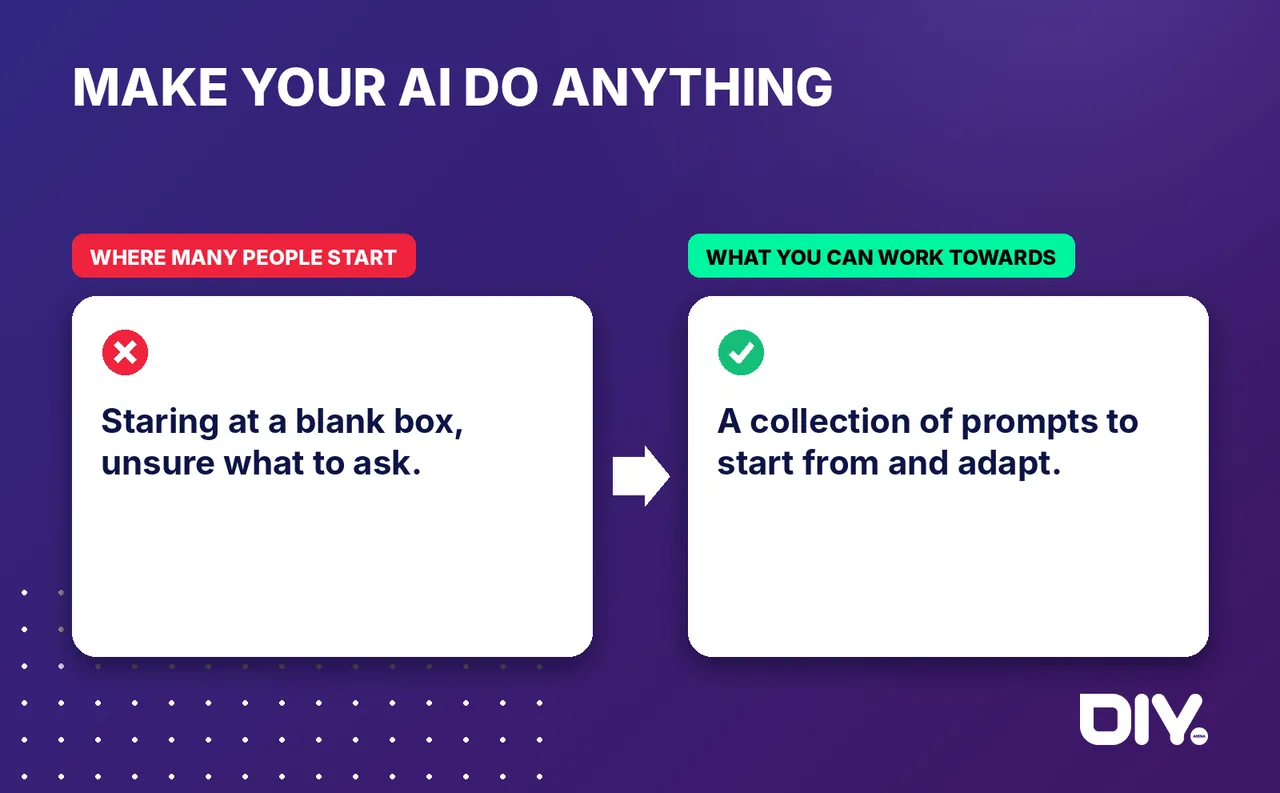 MAKE YOUR AI DO ANYTHING
WHERE MANY PEOPLE START
Staring at a blank box,
unsure what to ask.
WHAT YOU CAN WORK TOWARDS
A collection of prompts to
start from and adapt.
DIY.
ARENA